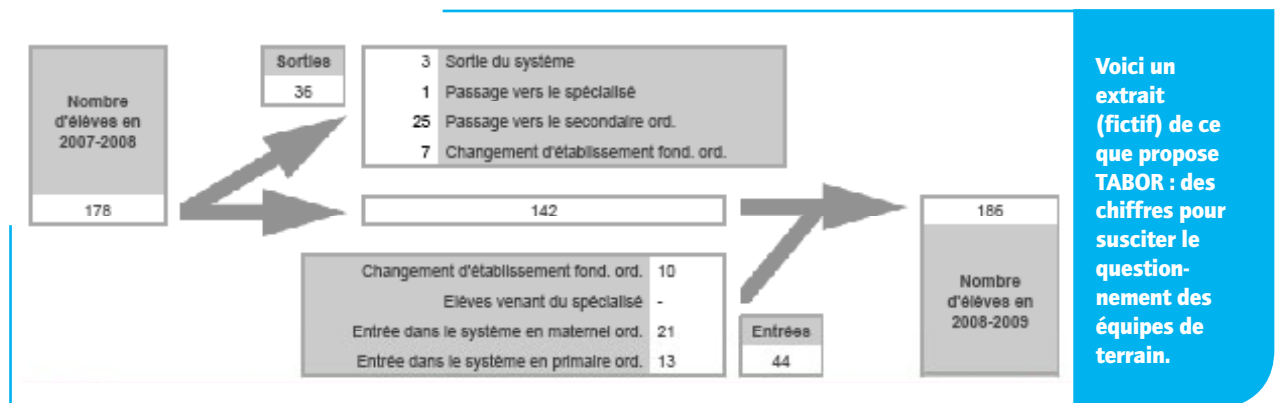 Nombre
d'élèves en
2007-2008
178
Sorties
36
3 Sortie du système
1 Passage vers le spécialisé
25 Passage vers le secondaire ord.
7 Changement d'établissement fond. ord.
142
Changement d'établissement fond. ord. 10
Elèves venant du spécialisé -
Entrée dans le système en maternel ord. 21
Entrée dans le système en primaire ord. 13
Entrées
44
186
Nombre
d'élèves en
2008-2009
Voici un
extrait
(fictif) de ce
que propose
TABOR : des
chiffres pour
susciter le
question-
nement des
équipes de
terrain.